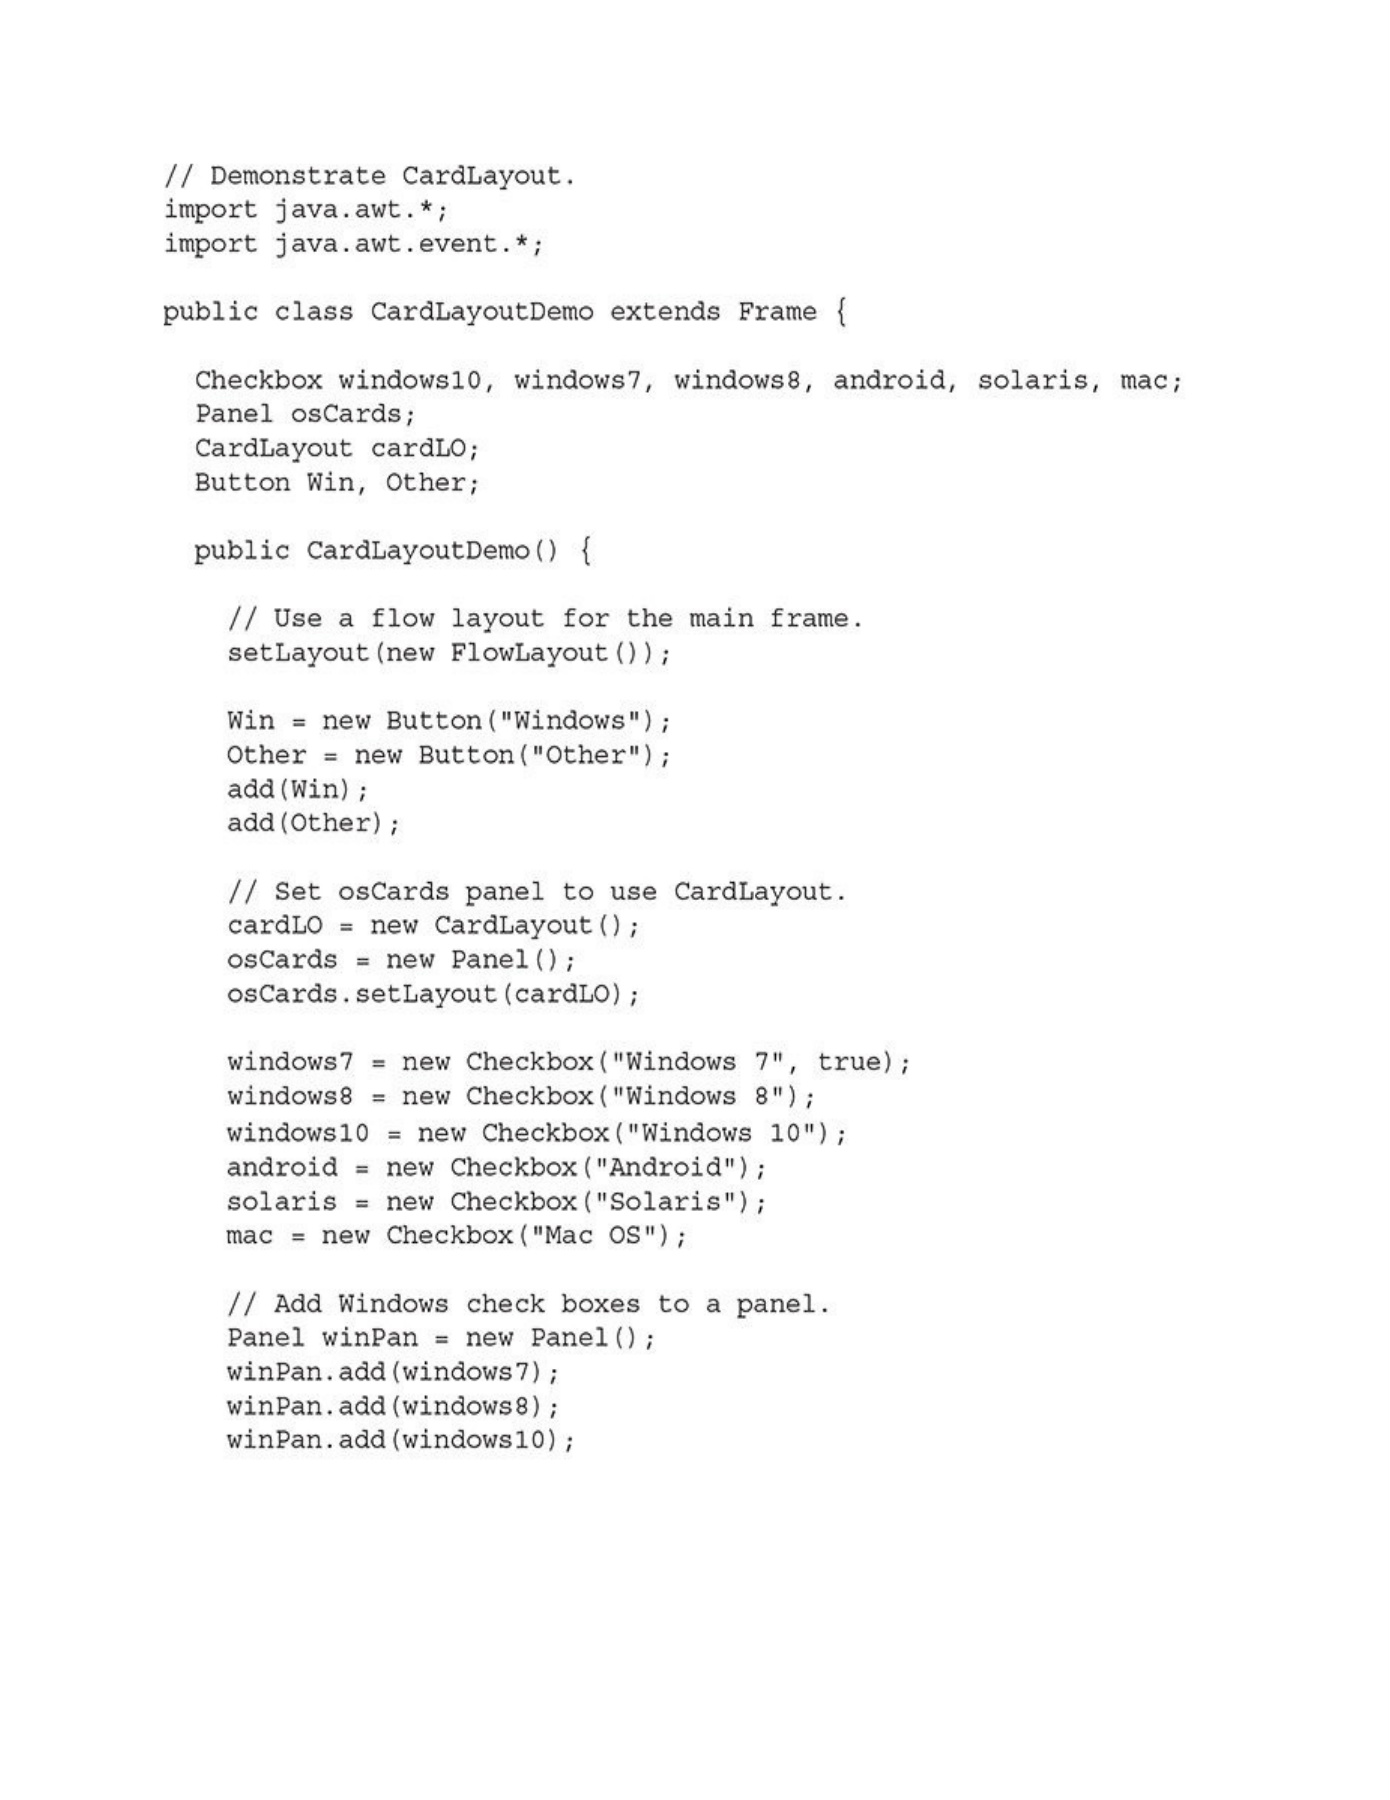 // Demonstrate CardLayout.
import java.awt.*;
import java.awt.event.*;

public class CardLayoutDemo extends Frame {

  Checkbox windows10, windows7, windows8, android, solaris, mac;
  Panel osCards;
  CardLayout cardLO;
  Button Win, Other;

  public CardLayoutDemo() {

    // Use a flow layout for the main frame.
    setLayout(new FlowLayout());

    Win = new Button("Windows");
    Other = new Button("Other");
    add(Win);
    add(Other);

    // Set osCards panel to use CardLayout.
    cardLO = new CardLayout();
    osCards = new Panel();
    osCards.setLayout(cardLO);

    windows7 = new Checkbox("Windows 7", true);
    windows8 = new Checkbox("Windows 8");
    windows10 = new Checkbox("Windows 10");
    android = new Checkbox("Android");
    solaris = new Checkbox("Solaris");
    mac = new Checkbox("Mac OS");

    // Add Windows check boxes to a panel.
    Panel winPan = new Panel();
    winPan.add(windows7);
    winPan.add(windows8);
    winPan.add(windows10);